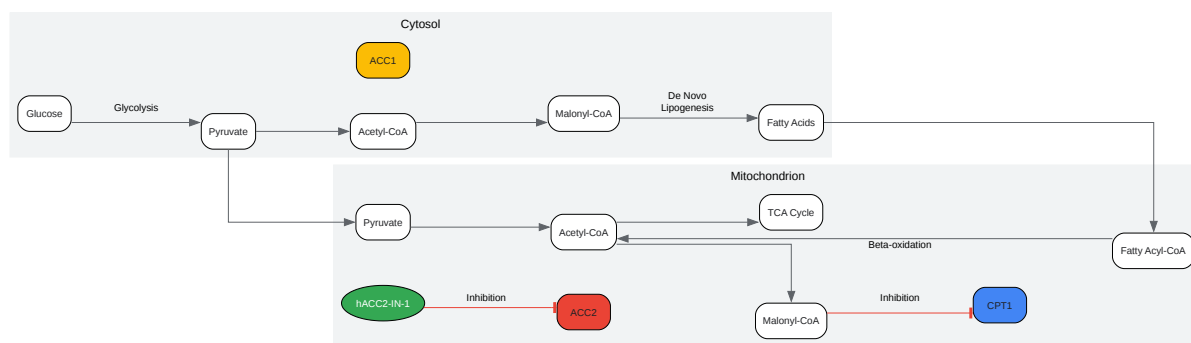 Cytosol
ACC1
Glucose
Glycolysis
Pyruvate
Acetyl-CoA
Malonyl-CoA
De Novo
Lipogenesis
Fatty Acids
Mitochondrion
Pyruvate
Acetyl-CoA
TCA Cycle
Beta-oxidation
Fatty Acyl-CoA
hACC2-IN-1
Inhibition
ACC2
Malonyl-CoA
Inhibition
CPT1